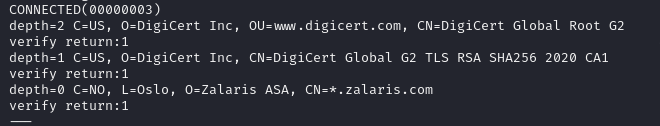 CONNECTED(00000003)
depth=2 C=US, O=DigiCert Inc, OU=www.digicert.com, CN=DigiCert Global Root G2
verify return:1
depth=1 C=US, O=DigiCert Inc, CN=DigiCert Global G2 TLS RSA SHA256 2020 CA1
verify return:1
depth=0 C=NO, L=Oslo, O=Zalaris ASA, CN=*.zalaris.com
verify return:1
---